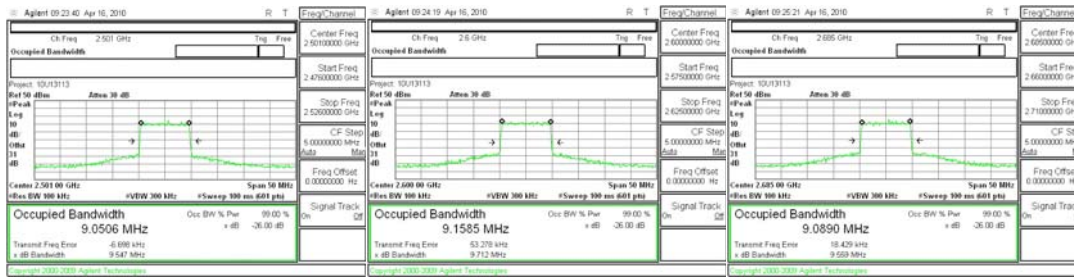 Agilent 09:23:40 Apr 16, 2010 R T
Ch Freq 2.501 GHz Trig Free
Occupied Bandwidth
Project: 10U13113
Ref 50 dBm Atten 30 dB
#Peak
Log
10
dB/
Offst
31
dB
Center 2.501 00 GHz Span 50 MHz
#Res BW 100 kHz #VBW 300 kHz #Sweep 100 ms (601 pts)
Occupied Bandwidth Occ BW % Pwr 99.00 %
9.0506 MHz x dB -26.00 dB
Transmit Freq Error -6.698 kHz
x dB Bandwidth 9.547 MHz
Copyright 2000-2009 Agilent Technologies
Freq/Channel
Center Freq
2.50100000 GHz
Start Freq
2.47600000 GHz
Stop Freq
2.52600000 GHz
CF Step
5.00000000 MHz
Auto Man
Freq Offset
0.00000000 Hz
Signal Track
On Off
Agilent 09:24:19 Apr 16, 2010 R T
Ch Freq 2.6 GHz Trig Free
Occupied Bandwidth
Project: 10U13113
Ref 50 dBm Atten 30 dB
#Peak
Log
10
dB/
Offst
31
dB
Center 2.600 00 GHz Span 50 MHz
#Res BW 100 kHz #VBW 300 kHz #Sweep 100 ms (601 pts)
Occupied Bandwidth Occ BW % Pwr 99.00 %
9.1585 MHz x dB -26.00 dB
Transmit Freq Error 53.278 kHz
x dB Bandwidth 9.712 MHz
Copyright 2000-2009 Agilent Technologies
Freq/Channel
Center Freq
2.60000000 GHz
Start Freq
2.57500000 GHz
Stop Freq
2.62500000 GHz
CF Step
5.00000000 MHz
Auto Man
Freq Offset
0.00000000 Hz
Signal Track
On Off
Agilent 09:25:21 Apr 16, 2010 R T
Ch Freq 2.685 GHz Trig Free
Occupied Bandwidth
Project: 10U13113
Ref 50 dBm Atten 30 dB
#Peak
Log
10
dB/
Offst
31
dB
Center 2.685 00 GHz Span 50 MHz
#Res BW 100 kHz #VBW 300 kHz #Sweep 100 ms (601 pts)
Occupied Bandwidth Occ BW % Pwr 99.00 %
9.0890 MHz x dB -26.00 dB
Transmit Freq Error 18.429 kHz
x dB Bandwidth 9.559 MHz
Copyright 2000-2009 Agilent Technologies
Freq/Channel
Center Freq
2.68500000 GHz
Start Freq
2.66000000 GHz
Stop Freq
2.71000000 GHz
CF Step
5.00000000 MHz
Auto
Freq Offset
0.00000000 Hz
Signal Track
On